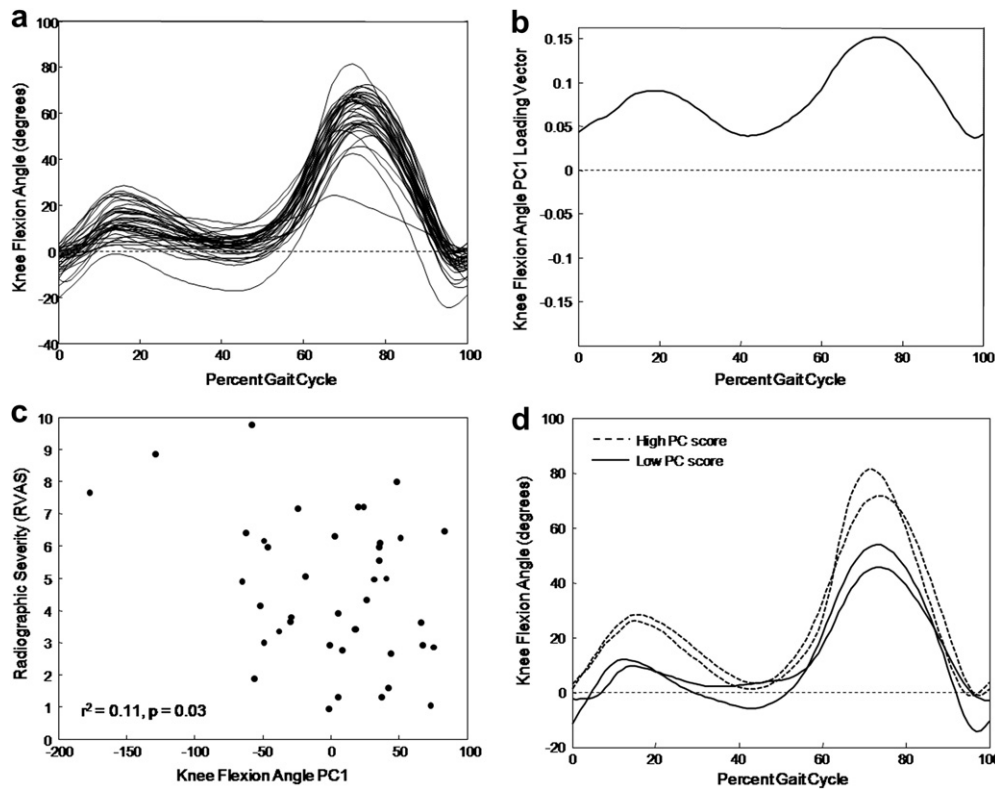 a
100
80
60
40
20
0
-20
-40
0 20 40 60 80 100
Knee Flexion Angle (degrees)
Percent Gait Cycle
b
0.15
0.1
0.05
0
-0.05
-0.1
-0.15
0 20 40 60 80 100
Knee Flexion Angle PC1 Loading Vector
Percent Gait Cycle
c
10
9
8
7
6
5
4
3
2
1
0
-200 -150 -100 -50 0 50 100
Radiographic Severity (RVAS)
r² = 0.11, p = 0.03
Knee Flexion Angle PC1
d
100
80
60
40
20
0
-20
0 20 40 60 80 100
High PC score
Low PC score
Knee Flexion Angle (degrees)
Percent Gait Cycle